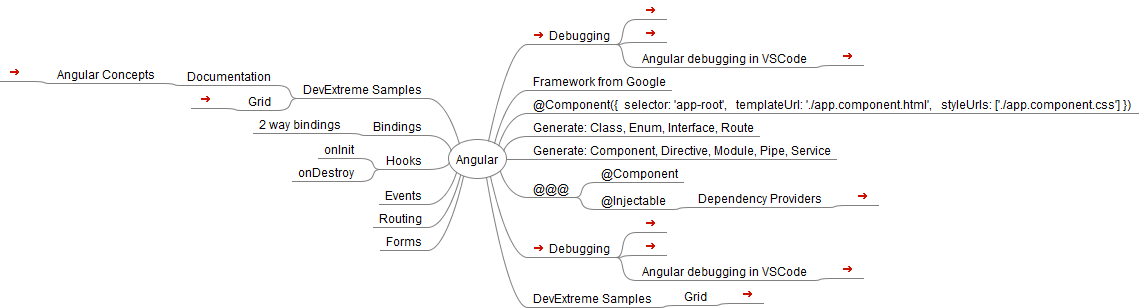 Debugging
Angular debugging in VSCode
Framework from Google
@Component({ selector: 'app-root', templateUrl: './app.component.html', styleUrls: ['./app.component.css'] })
Generate: Class, Enum, Interface, Route
Generate: Component, Directive, Module, Pipe, Service
@@@
@Component
@Injectable
Dependency Providers
Debugging
Angular debugging in VSCode
DevExtreme Samples
Grid
Angular
DevExtreme Samples
Documentation
Angular Concepts
Grid
Bindings
2 way bindings
Hooks
onInit
onDestroy
Events
Routing
Forms